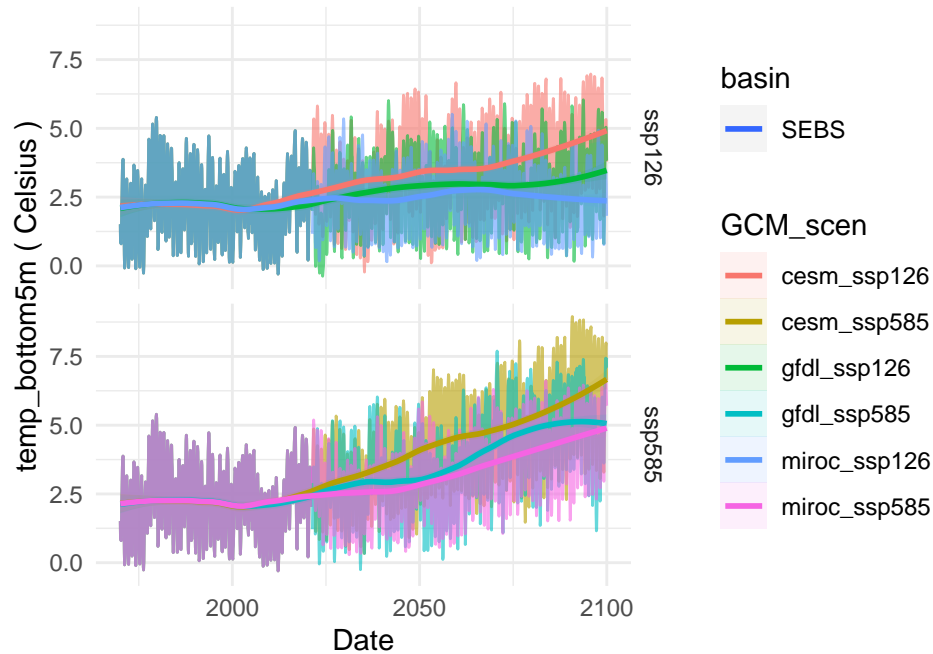 temp_bottom5m ( Celsius )
7.5
5.0
2.5
0.0
ssp126
7.5
5.0
2.5
0.0
ssp585
2000
2050
2100
Date
basin
SEBS
GCM_scen
cesm_ssp126
cesm_ssp585
gfdl_ssp126
gfdl_ssp585
miroc_ssp126
miroc_ssp585